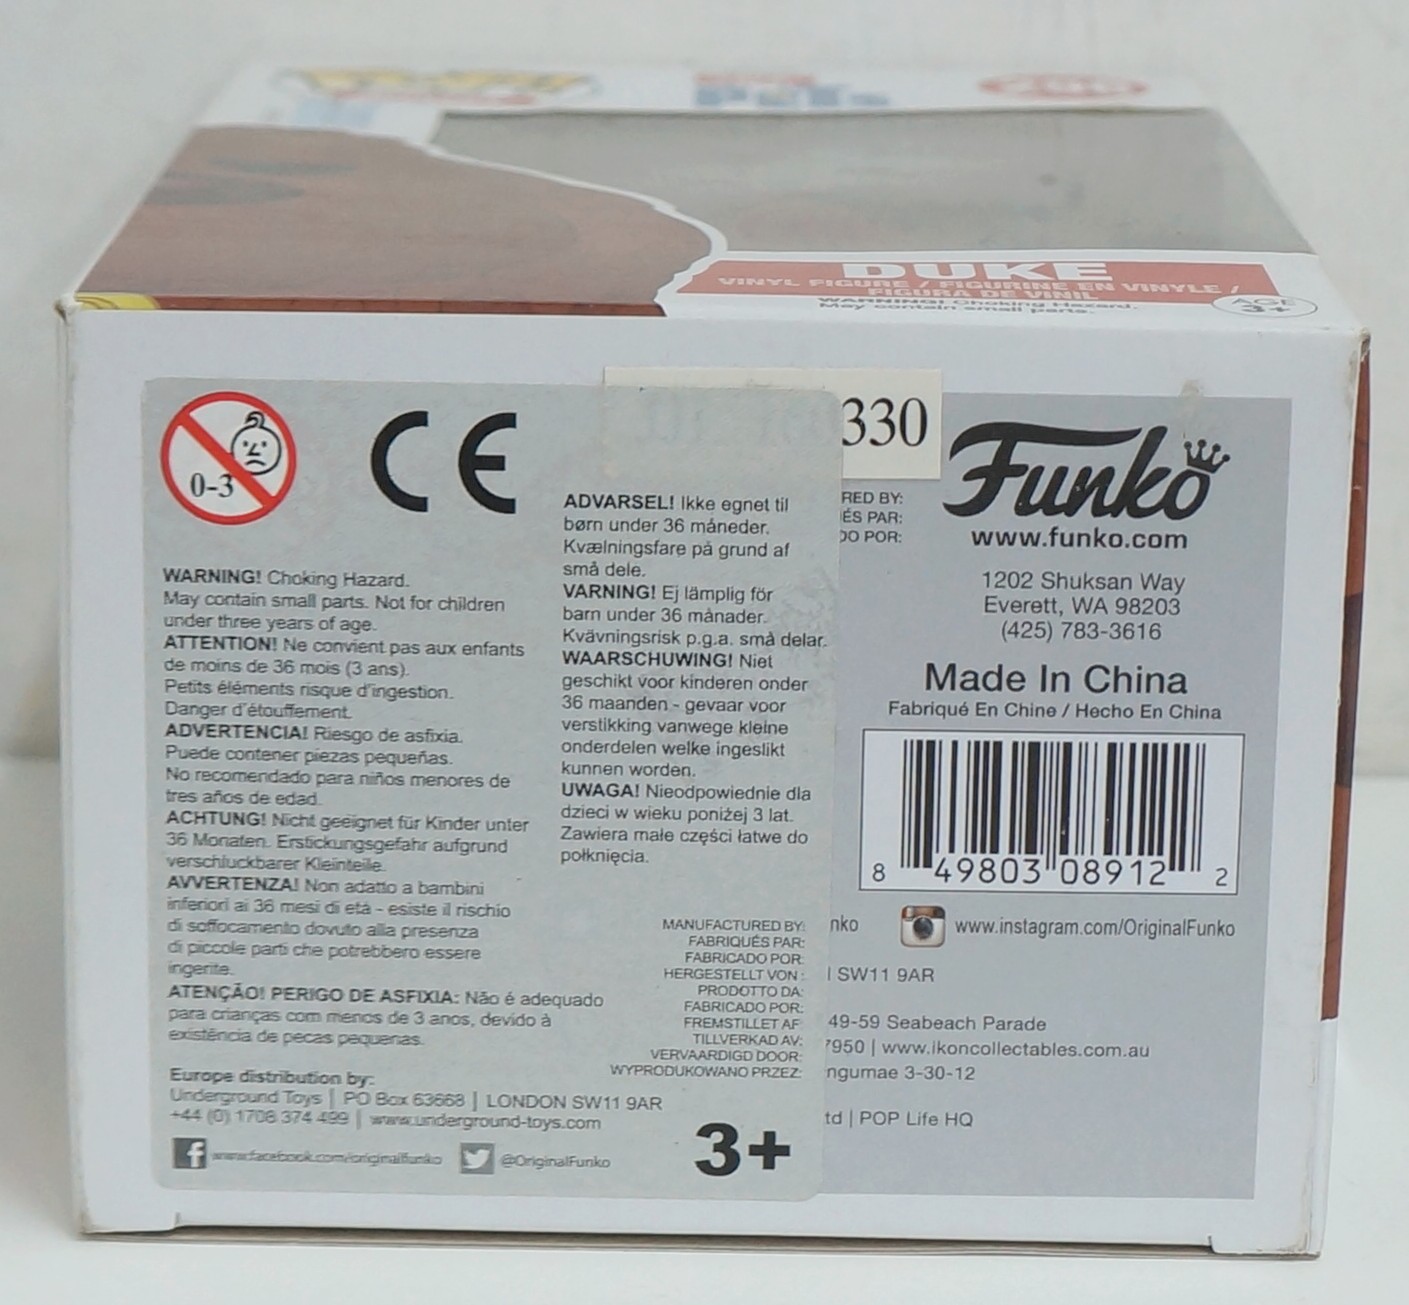 DUKE
VINYL FIGURE / FIGURINE EN VINYLE /
FIGURA DE VINIL
WARNING! Choking Hazard.
May contain small parts.
AGE
3+
0-3
CE
WARNING! Choking Hazard.
May contain small parts. Not for children
under three years of age.
ATTENTION! Ne convient pas aux enfants
de moins de 36 mois (3 ans).
Petits éléments risque d'ingestion.
Danger d'étouffement.
ADVERTENCIA! Riesgo de asfixia.
Puede contener piezas pequeñas.
No recomendado para niños menores de
tres años de edad.
ACHTUNG! Nicht geeignet für Kinder unter
36 Monaten. Erstickungsgefahr aufgrund
verschluckbarer Kleinteile.
AVVERTENZA! Non adatto a bambini
inferiori ai 36 mesi di età - esiste il rischio
di soffocamento dovuto alla presenza
di piccole parti che potrebbero essere
ingerite.
ATENÇÃO! PERIGO DE ASFIXIA: Não é adequado
para crianças com menos de 3 anos, devido à
existência de pecas pequenas.
Europe distribution by:
Underground Toys | PO Box 63668 | LONDON SW11 9AR
+44 (0) 1708 374 499 | www.underground-toys.com
www.facebook.com/originalfunko
@OriginalFunko
ADVARSEL! Ikke egnet til
børn under 36 måneder.
Kvælningsfare på grund af
små dele.
VARNING! Ej lämplig för
barn under 36 månader.
Kvävningsrisk p.g.a. små delar.
WAARSCHUWING! Niet
geschikt voor kinderen onder
36 maanden - gevaar voor
verstikking vanwege kleine
onderdelen welke ingeslikt
kunnen worden.
UWAGA! Nieodpowiednie dla
dzieci w wieku poniżej 3 lat.
Zawiera małe części łatwe do
połknięcia.
MANUFACTURED BY:
FABRIQUÉS PAR:
FABRICADO POR:
HERGESTELLT VON :
PRODOTTO DA:
FABRICADO POR:
FREMSTILLET AF
TILLVERKAD AV:
VERVAARDIGD DOOR:
WYPRODUKOWANO PRZEZ:
3+
330
RED BY:
ÉS PAR:
DO POR:
Funko
www.funko.com
1202 Shuksan Way
Everett, WA 98203
(425) 783-3616
Made In China
Fabriqué En Chine / Hecho En China
8 49803 08912 2
nko
www.instagram.com/OriginalFunko
| SW11 9AR
49-59 Seabeach Parade
7950 | www.ikoncollectables.com.au
ngumae 3-30-12
td | POP Life HQ